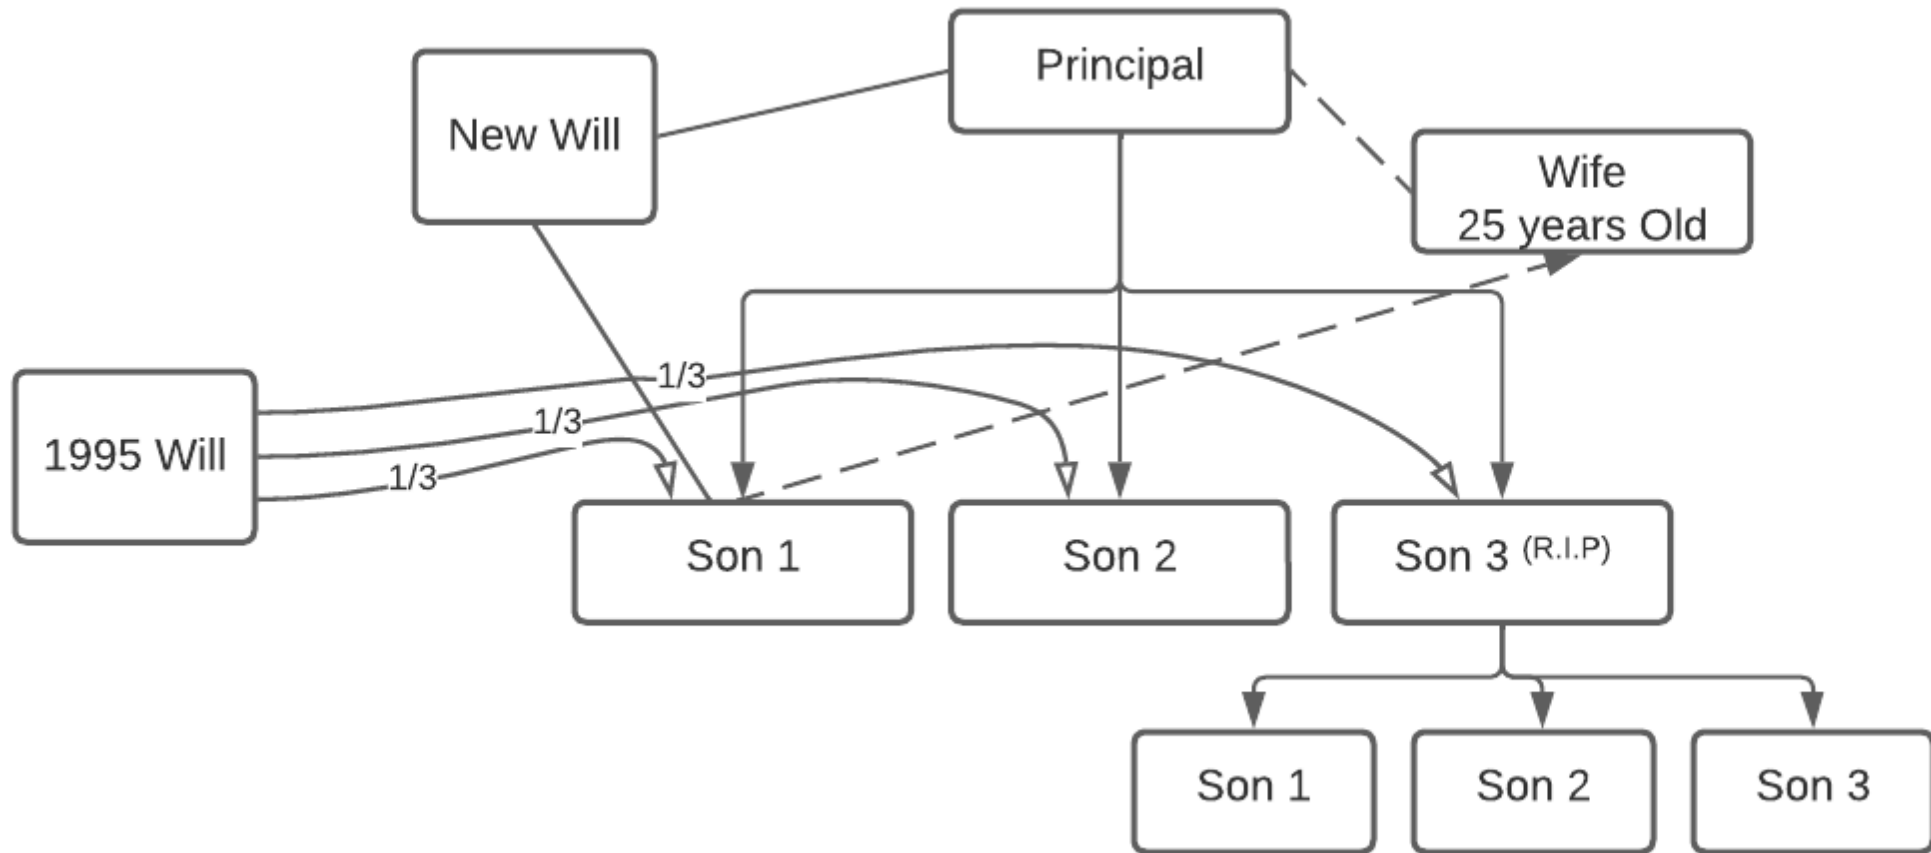 Principal
New Will
Wife
25 years Old
1/3
1/3
1995 Will
1/3
Son 1
Son 2
Son 3 (R.I.P)
Son 1
Son 2
Son 3